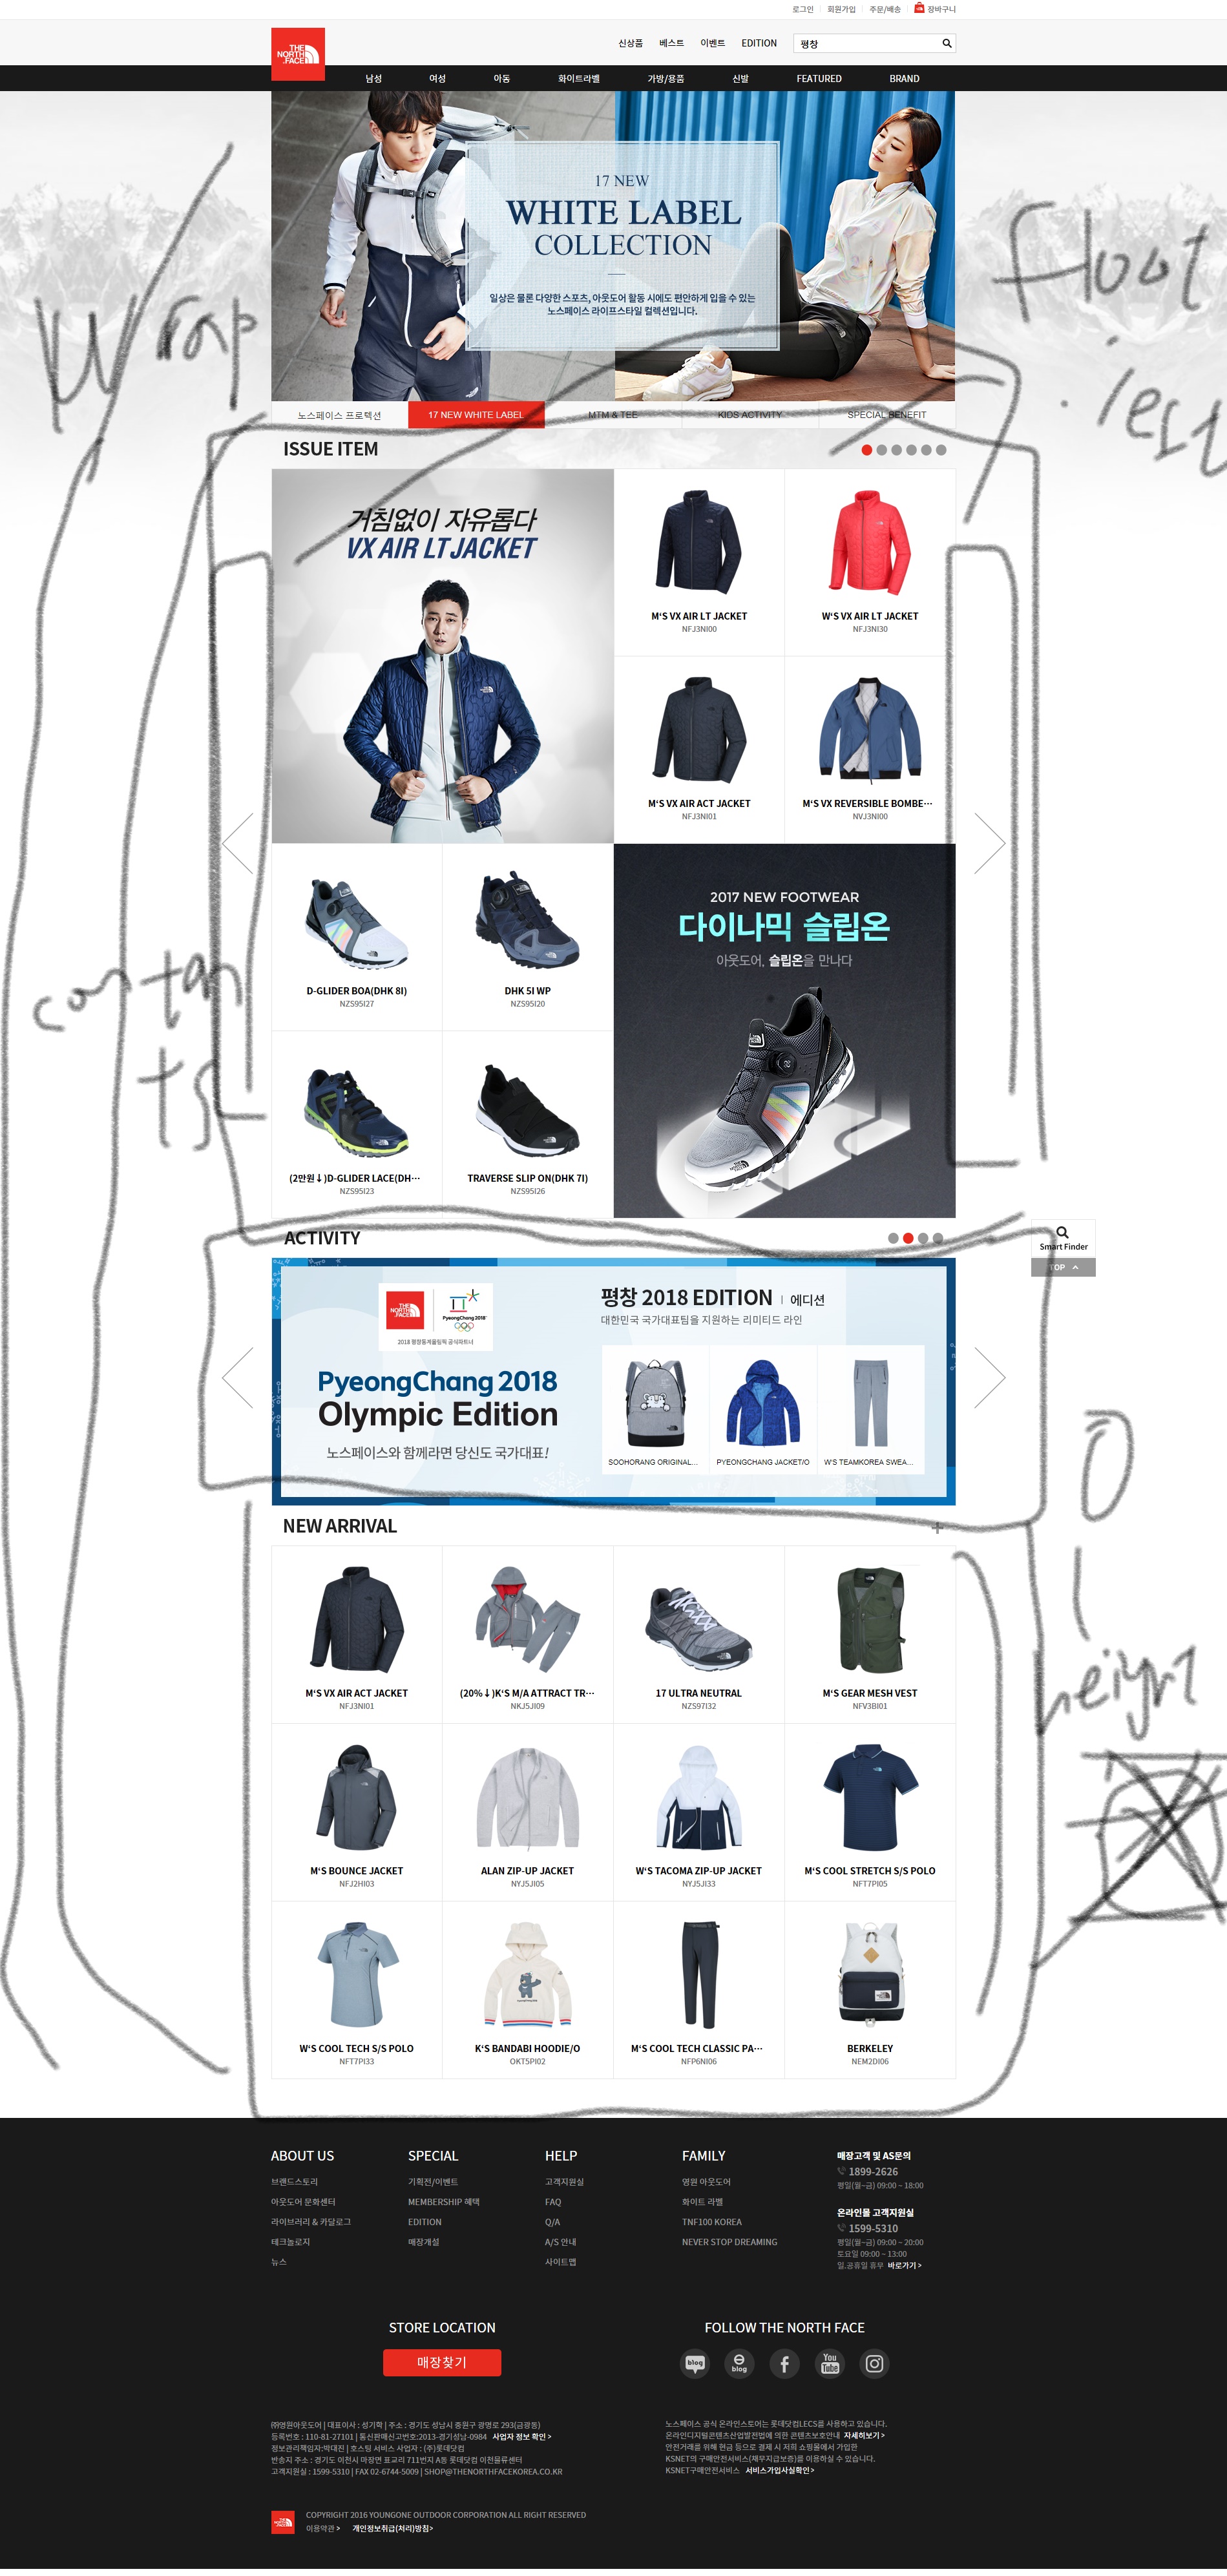 로그인 회원가입 주문/배송 장바구니
THE NORTH FACE
신상품 베스트 이벤트 EDITION 평창
남성 여성 아동 화이트라벨 가방/용품 신발 FEATURED BRAND
17 NEW
WHITE LABEL
COLLECTION
일상은 물론 다양한 스포츠, 아웃도어 활동 시에도 편안하게 입을 수 있는
노스페이스 라이프스타일 컬렉션입니다.
wrap
float
노스페이스 프로텍션 17 NEW WHITE LABEL MTM & TEE KIDS ACTIVITY SPECIAL BENEFIT
ISSUE ITEM
거침없이 자유롭다
VX AIR LT JACKET
M'S VX AIR LT JACKET
NFJ3NI00
W'S VX AIR LT JACKET
NFJ3NI30
M'S VX AIR ACT JACKET
NFJ3NI01
M'S VX REVERSIBLE BOMBE···
NVJ3NI00
D-GLIDER BOA(DHK 8I)
NZS95I27
DHK 5I WP
NZS95I20
2017 NEW FOOTWEAR
다이나믹 슬립온
아웃도어, 슬립온을 만나다
(2만원↓)D-GLIDER LACE(DH···
NZS95I23
TRAVERSE SLIP ON(DHK 7I)
NZS95I26
ACTIVITY
Smart Finder
TOP
THE NORTH FACE
PyeongChang 2018
2018 평창동계올림픽 공식파트너
PyeongChang 2018
Olympic Edition
노스페이스와 함께라면 당신도 국가대표!
평창 2018 EDITION | 에디션
대한민국 국가대표팀을 지원하는 리미티드 라인
SOOHORANG ORIGINAL...
PYEONGCHANG JACKET/O
W'S TEAMKOREA SWEA...
NEW ARRIVAL
+
M'S VX AIR ACT JACKET
NFJ3NI01
(20%↓)K'S M/A ATTRACT TR···
NKJ5JI09
17 ULTRA NEUTRAL
NZS97I32
M'S GEAR MESH VEST
NFV3BI01
M'S BOUNCE JACKET
NFJ2HI03
ALAN ZIP-UP JACKET
NYJ5JI05
W'S TACOMA ZIP-UP JACKET
NYJ5JI33
M'S COOL STRETCH S/S POLO
NFT7PI05
W'S COOL TECH S/S POLO
NFT7PI33
K'S BANDABI HOODIE/O
OKT5PI02
M'S COOL TECH CLASSIC PA···
NFP6NI06
BERKELEY
NEM2DI06
ABOUT US
브랜드스토리
아웃도어 문화센터
라이브러리 & 카달로그
테크놀로지
뉴스
SPECIAL
기획전/이벤트
MEMBERSHIP 혜택
EDITION
매장개설
HELP
고객지원실
FAQ
Q/A
A/S 안내
사이트맵
FAMILY
영원 아웃도어
화이트 라벨
TNF100 KOREA
NEVER STOP DREAMING
매장고객 및 AS문의
1899-2626
평일(월~금) 09:00 ~ 18:00
온라인몰 고객지원실
1599-5310
평일(월~금) 09:00 ~ 20:00
토요일 09:00 ~ 13:00
일.공휴일 휴무 바로가기 >
STORE LOCATION
매장찾기
FOLLOW THE NORTH FACE
blog
blog
You Tube
㈜영원아웃도어 | 대표이사 : 성기학 | 주소 : 경기도 성남시 중원구 광명로 293(금광동)
등록번호 : 110-81-27101 | 통신판매신고번호:2013-경기성남-0984 사업자 정보 확인 >
정보관리책임자:박대진 | 호스팅 서비스 사업자 : (주)롯데닷컴
반송지 주소 : 경기도 이천시 마장면 표교리 711번지 A동 롯데닷컴 이천물류센터
고객지원실 : 1599-5310 | FAX 02-6744-5009 | SHOP@THENORTHFACEKOREA.CO.KR
노스페이스 공식 온라인스토어는 롯데닷컴LECS를 사용하고 있습니다.
온라인디지털콘텐츠산업발전법에 의한 콘텐츠보호안내 자세히보기 >
안전거래를 위해 현금 등으로 결제 시 저희 쇼핑몰에서 가입한
KSNET의 구매안전서비스(채무지급보증)를 이용하실 수 있습니다.
KSNET구매안전서비스 서비스가입사실확인 >
THE NORTH FACE
COPYRIGHT 2016 YOUNGONE OUTDOOR CORPORATION ALL RIGHT RESERVED
이용약관 > 개인정보취급(처리)방침 >